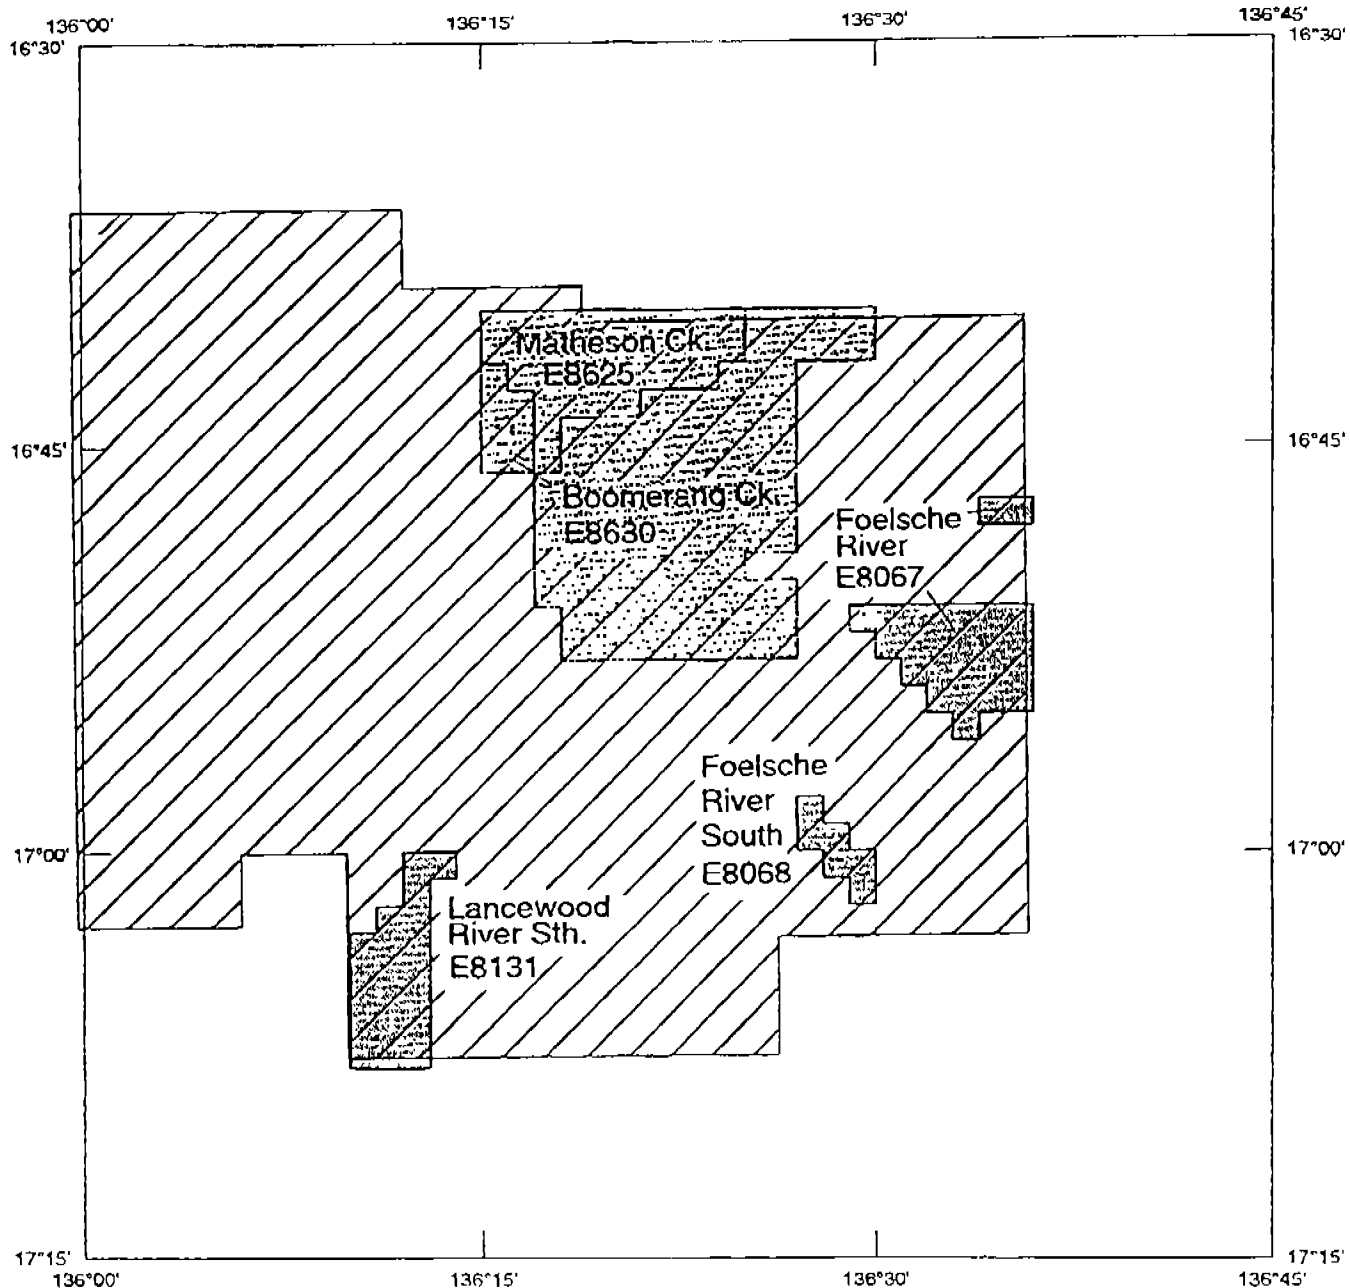 136°00'
136°15'
136°30'
136°45'
16°30'
16°30'
Matheson Ck.
E8625
16°45'
16°45'
Boomerang Ck.
E8630
Foelsche
River
E8067
Foelsche
River
South
E8068
17°00'
17°00'
Lancewood
River Sth.
E8131
17°15'
17°15'
136°00'
136°15'
136°30'
136°45'